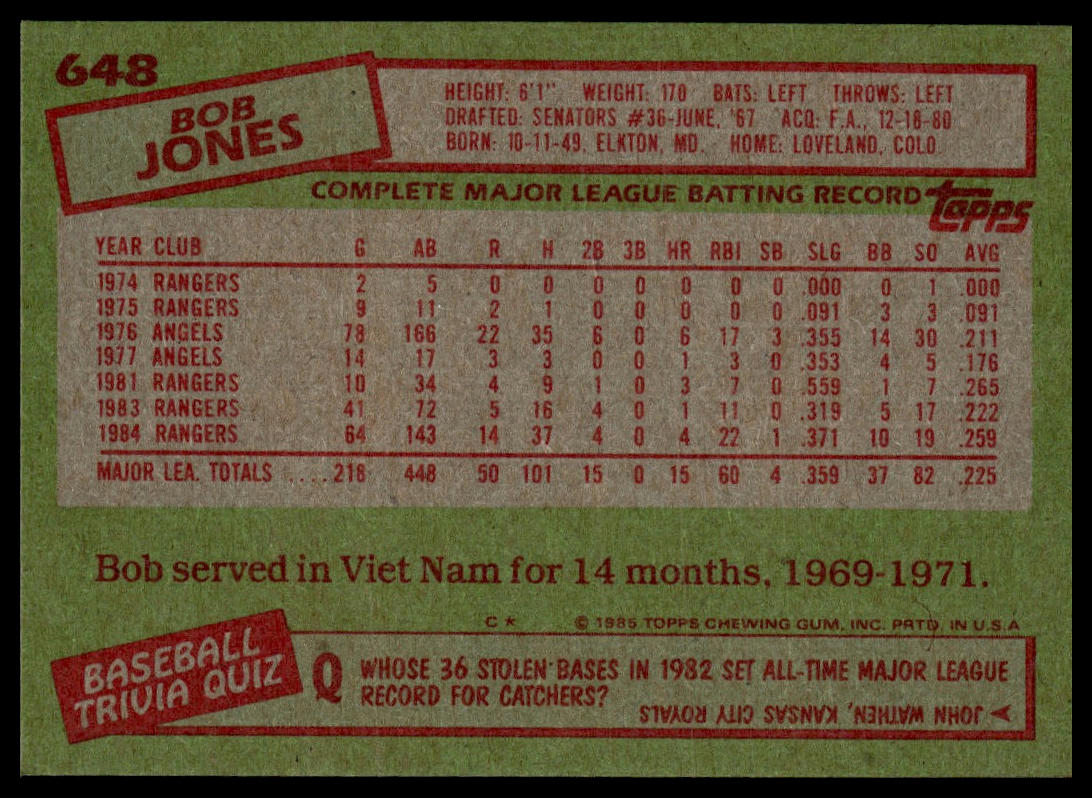 648
BOB
JONES
HEIGHT: 6'1" WEIGHT: 170 BATS: LEFT THROWS: LEFT
DRAFTED: SENATORS #36-JUNE, '67 ACQ: F.A., 12-18-80
BORN: 10-11-49, ELKTON, MD. HOME: LOVELAND, COLO
COMPLETE MAJOR LEAGUE BATTING RECORD topps
YEAR CLUB G AB R H 2B 3B HR RBI SB SLG BB SO AVG
1974 RANGERS 2 5 0 0 0 0 0 0 0 .000 0 1 .000
1975 RANGERS 9 11 2 1 0 0 0 0 0 .091 3 3 .091
1976 ANGELS 78 166 22 35 6 0 6 17 3 .355 14 30 .211
1977 ANGELS 14 17 3 3 0 0 1 3 0 .353 4 5 .176
1981 RANGERS 10 34 4 9 1 0 3 7 0 .559 1 7 .265
1983 RANGERS 41 72 5 16 4 0 1 11 0 .319 5 17 .222
1984 RANGERS 64 143 14 37 4 0 4 22 1 .371 10 19 .259
MAJOR LEA. TOTALS ....218 448 50 101 15 0 15 60 4 .359 37 82 .225
Bob served in Viet Nam for 14 months, 1969-1971.
C * © 1985 TOPPS CHEWING GUM, INC. PRTD. IN U.S.A
BASEBALL
TRIVIA QUIZ
Q WHOSE 36 STOLEN BASES IN 1982 SET ALL-TIME MAJOR LEAGUE
RECORD FOR CATCHERS?
JOHN WATHEN, KANSAS CITY ROYALS